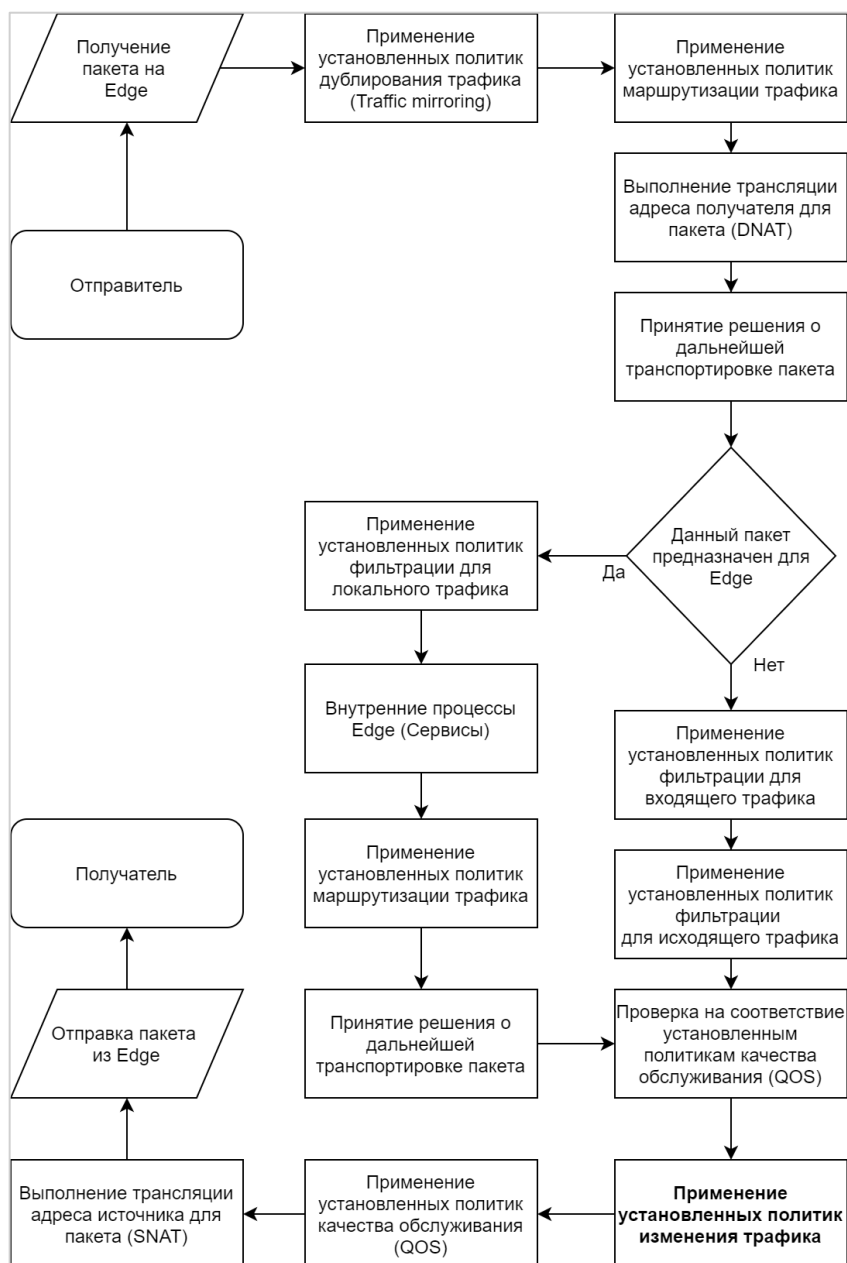 Получение
пакета на
Edge
Применение
установленных политик
дублирования трафика
(Traffic mirroring)
Применение
установленных политик
маршрутизации трафика
Выполнение трансляции
адреса получателя для
пакета (DNAT)
Отправитель
Принятие решения о
дальнейшей
транспортировке пакета
Данный пакет
предназначен для
Edge
Да
Нет
Применение
установленных политик
фильтрации для
локального трафика
Внутренние процессы
Edge (Сервисы)
Применение
установленных политик
маршрутизации трафика
Принятие решения о
дальнейшей
транспортировке пакета
Применение
установленных политик
фильтрации для
входящего трафика
Применение
установленных политик
фильтрации
для исходящего трафика
Проверка на соответствие
установленным
политикам качества
обслуживания (QOS)
Применение
установленных политик
изменения трафика
Применение
установленных политик
качества обслуживания
(QOS)
Выполнение трансляции
адреса источника для
пакета (SNAT)
Отправка пакета
из Edge
Получатель